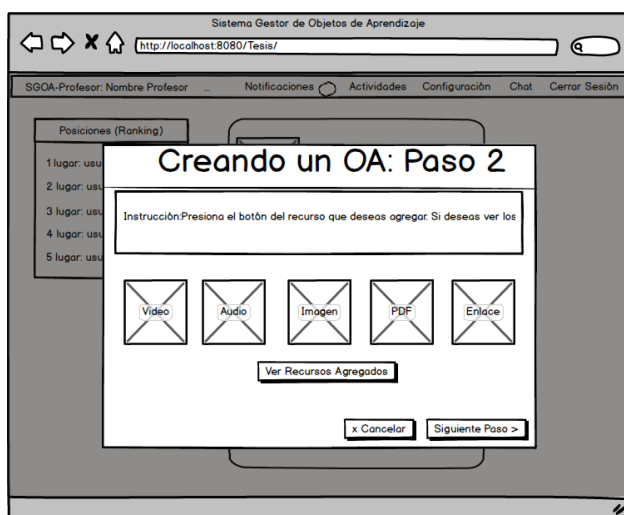 Sistema Gestor de Objetos de Aprendizaje
http://localhost:8080/Tesis/
SGOA-Profesor: Nombre Profesor ... Notificaciones Actividades Configuración Chat Cerrar Sesión
Posiciones (Ranking)
1 lugar: usu
2 lugar: usu
3 lugar: usu
4 lugar: usu
5 lugar: usu
Creando un OA: Paso 2
Instrucción:Presiona el botón del recurso que deseas agregar. Si deseas ver los
Video Audio Imagen PDF Enlace
Ver Recursos Agregados
x Cancelar Siguiente Paso >